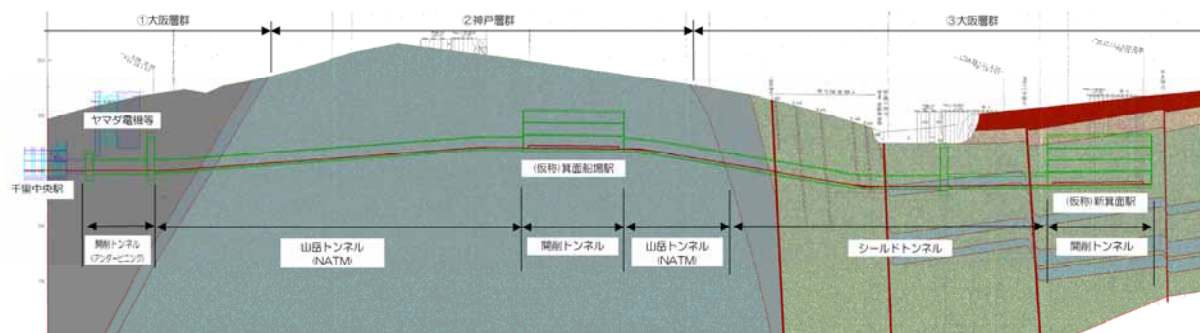 ①大阪層群
②神戸層群
③大阪層群
ヤマダ電機等
千里中央駅
(仮称)箕面船場駅
(仮称)新箕面駅
開削トンネル
(アンダーピニング)
山岳トンネル
(NATM)
開削トンネル
山岳トンネル
(NATM)
シールドトンネル
開削トンネル